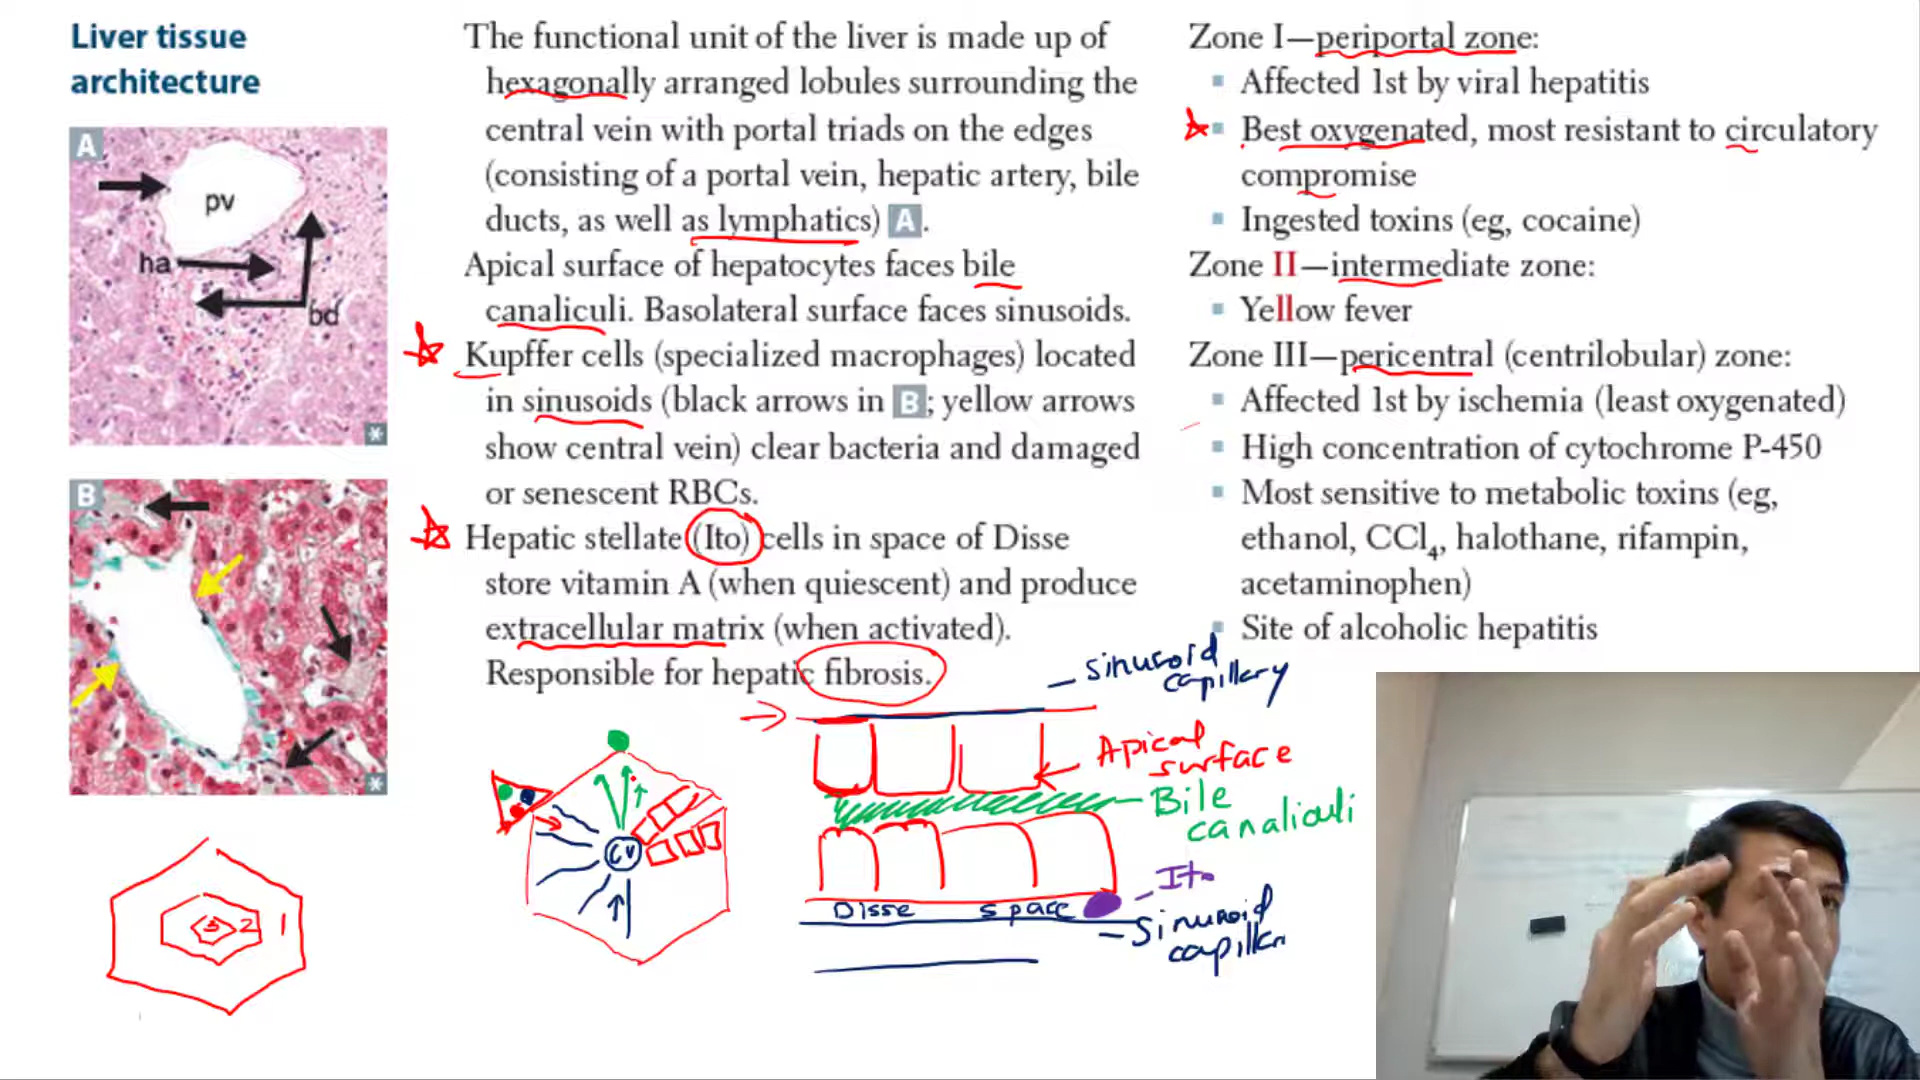 Liver tissue
architecture
A
pv
ha
bd
*
B
*
The functional unit of the liver is made up of
hexagonally arranged lobules surrounding the
central vein with portal triads on the edges
(consisting of a portal vein, hepatic artery, bile
ducts, as well as lymphatics) A.
Apical surface of hepatocytes faces bile
canaliculi. Basolateral surface faces sinusoids.
Kupffer cells (specialized macrophages) located
in sinusoids (black arrows in B; yellow arrows
show central vein) clear bacteria and damaged
or senescent RBCs.
Hepatic stellate (Ito) cells in space of Disse
store vitamin A (when quiescent) and produce
extracellular matrix (when activated).
Responsible for hepatic fibrosis.
Zone I—periportal zone:
▪ Affected 1st by viral hepatitis
▪ Best oxygenated, most resistant to circulatory
compromise
▪ Ingested toxins (eg, cocaine)
Zone II—intermediate zone:
▪ Yellow fever
Zone III—pericentral (centrilobular) zone:
▪ Affected 1st by ischemia (least oxygenated)
▪ High concentration of cytochrome P-450
▪ Most sensitive to metabolic toxins (eg,
ethanol, CCl4, halothane, rifampin,
acetaminophen)
▪ Site of alcoholic hepatitis
3 2 1
CV
sinusoid
capillary
Apical
surface
Bile
canaliculi
Ito
Disse space
Sinusoid
capillar